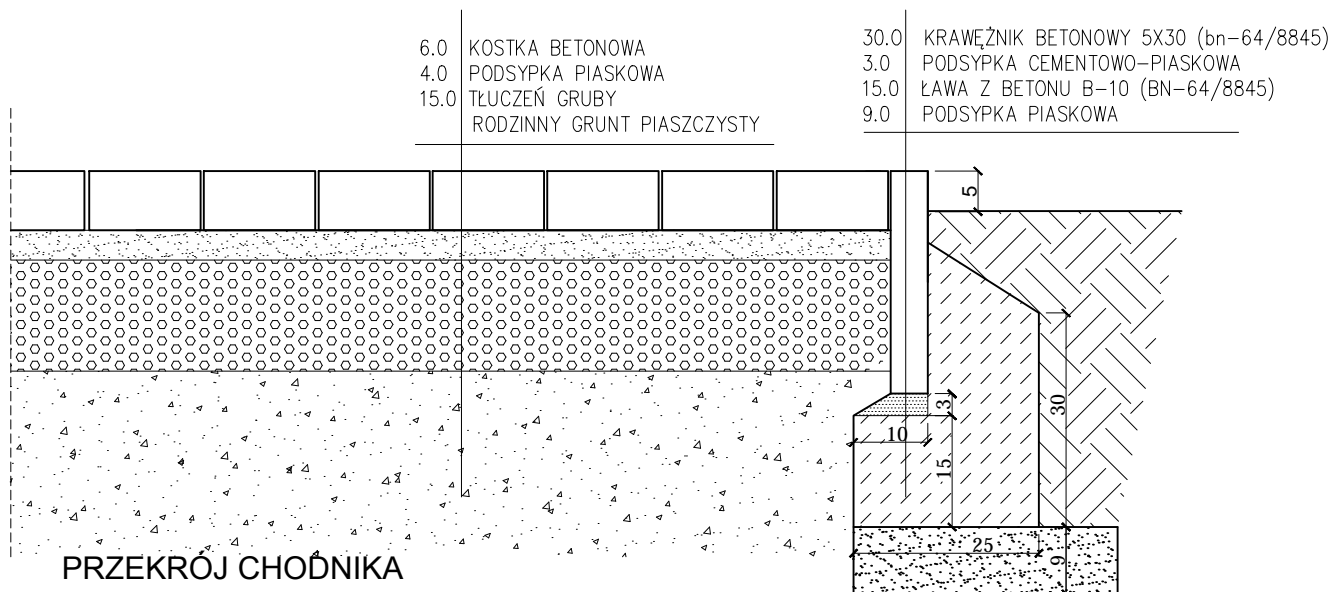 6.0 KOSTKA BETONOWA
4.0 PODSYPKA PIASKOWA
15.0 TŁUCZEŃ GRUBY
RODZINNY GRUNT PIASZCZYSTY
30.0 KRAWĘŻNIK BETONOWY 5X30 (bn-64/8845)
3.0 PODSYPKA CEMENTOWO-PIASKOWA
15.0 ŁAWA Z BETONU B-10 (BN-64/8845)
9.0 PODSYPKA PIASKOWA
5
3
30
10
15
25
9
PRZEKRÓJ CHODNIKA